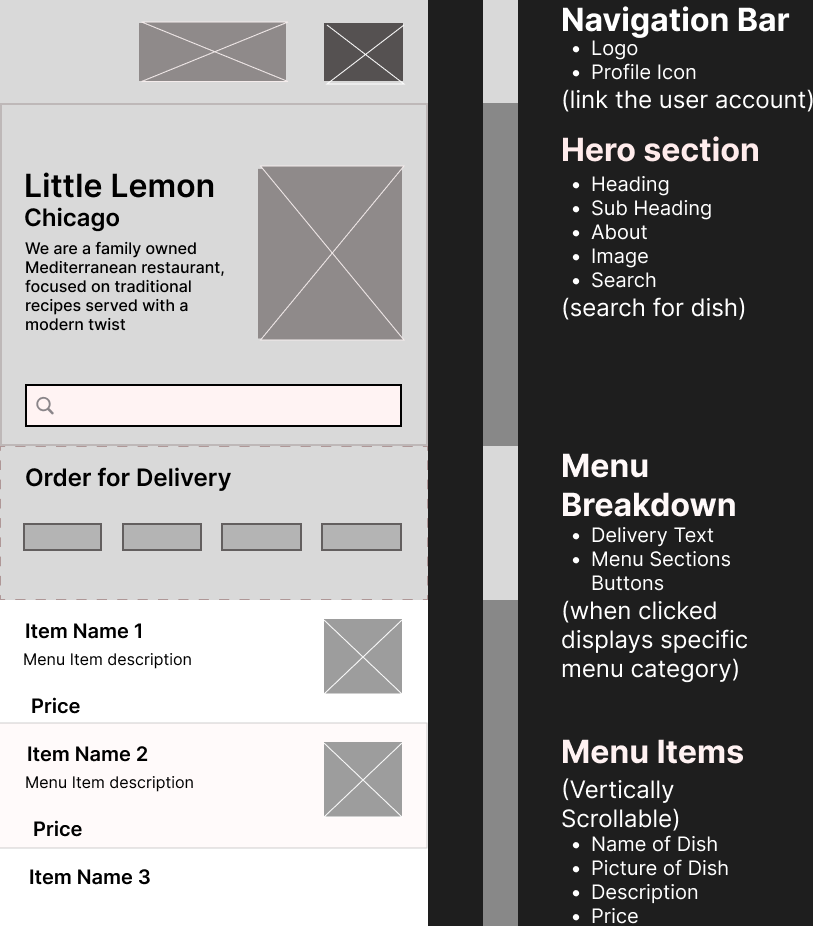 Little Lemon
Chicago
We are a family owned
Mediterranean restaurant,
focused on traditional
recipes served with a
modern twist
Order for Delivery
Item Name 1
Menu Item description
Price
Item Name 2
Menu Item description
Price
Item Name 3
Navigation Bar
• Logo
• Profile Icon
(link the user account)
Hero section
• Heading
• Sub Heading
• About
• Image
• Search
(search for dish)
Menu
Breakdown
• Delivery Text
• Menu Sections
Buttons
(when clicked
displays specific
menu category)
Menu Items
(Vertically
Scrollable)
• Name of Dish
• Picture of Dish
• Description
• Price